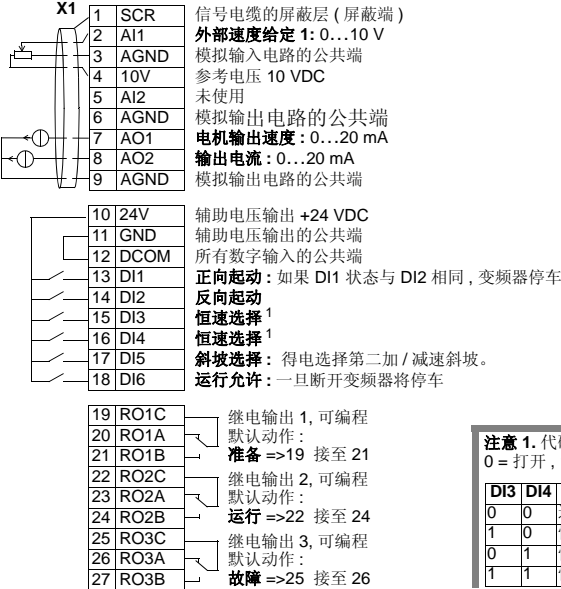 X1
1 SCR 信号电缆的屏蔽层 ( 屏蔽端 )
2 AI1 外部速度给定 1: 0…10 V
3 AGND 模拟输入电路的公共端
4 10V 参考电压 10 VDC
5 AI2 未使用
6 AGND 模拟输出电路的公共端
7 AO1 电机输出速度 : 0…20 mA
8 AO2 输出电流 : 0…20 mA
9 AGND 模拟输出电路的公共端
10 24V 辅助电压输出 +24 VDC
11 GND 辅助电压输出的公共端
12 DCOM 所有数字输入的公共端
13 DI1 正向起动 : 如果 DI1 状态与 DI2 相同 , 变频器停车
14 DI2 反向起动
15 DI3 恒速选择 1
16 DI4 恒速选择 1
17 DI5 斜坡选择 : 得电选择第二加 / 减速斜坡。
18 DI6 运行允许 : 一旦断开变频器将停车
19 RO1C 继电输出 1, 可编程
20 RO1A 默认动作 :
21 RO1B 准备 =>19 接至 21
22 RO2C 继电输出 2, 可编程
23 RO2A 默认动作 :
24 RO2B 运行 =>22 接至 24
25 RO3C 继电输出 3, 可编程
26 RO3A 默认动作 :
27 RO3B 故障 =>25 接至 26
注意 1. 代
0 = 打开 ,
DI3 DI4
0 0
1 0
0 1
1 1